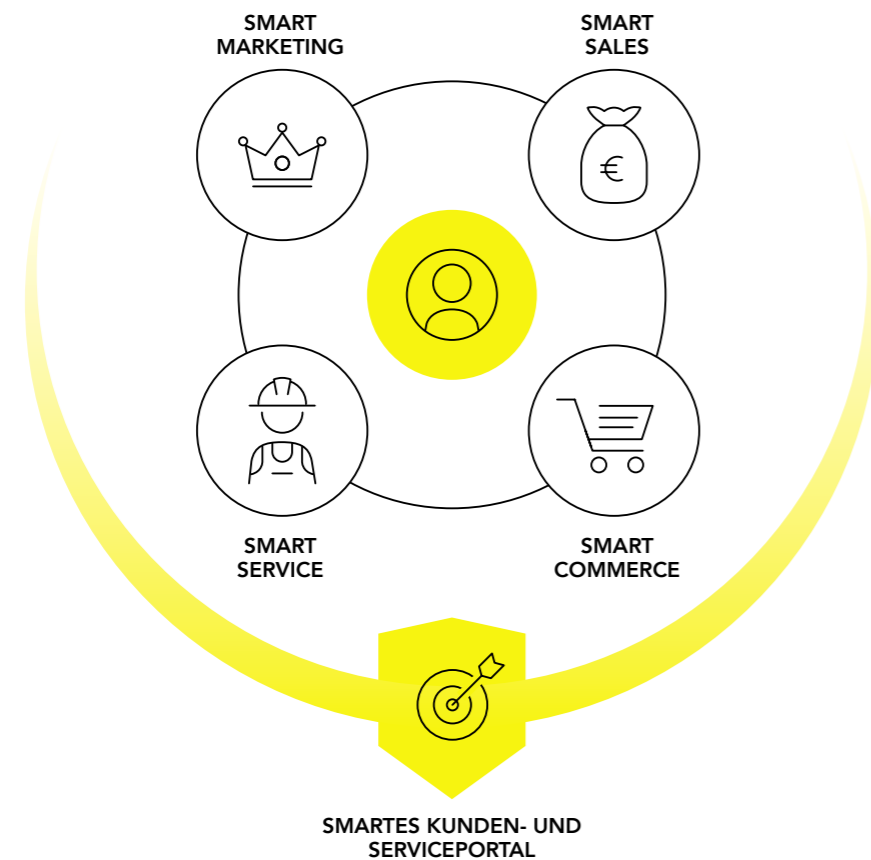 SMART
MARKETING
SMART
SALES
€
SMART
SERVICE
SMART
COMMERCE
SMARTES KUNDEN- UND
SERVICEPORTAL